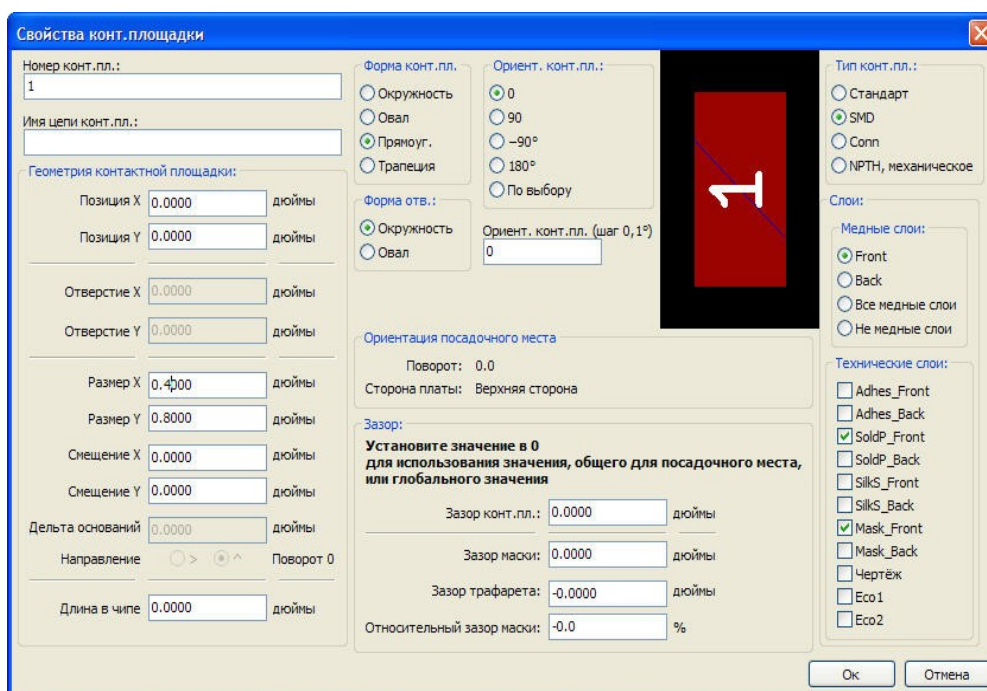 Свойства конт.площадки
Номер конт.пл.:
1
Имя цепи конт.пл.:
Геометрия контактной площадки:
Позиция X 0.0000 дюймы
Позиция Y 0.0000 дюймы
Отверстие X 0.0000 дюймы
Отверстие Y 0.0000 дюймы
Размер X 0.4000 дюймы
Размер Y 0.8000 дюймы
Смещение X 0.0000 дюймы
Смещение Y 0.0000 дюймы
Дельта оснований 0.0000 дюймы
Направление > ^ Поворот 0
Длина в чипе 0.0000 дюймы
Форма конт.пл.
Окружность
Овал
Прямоуг.
Трапеция
Форма отв.:
Окружность
Овал
Ориент. конт.пл.:
0
90
−90°
180°
По выбору
Ориент. конт.пл. (шаг 0,1°)
0
1
Ориентация посадочного места
Поворот: 0.0
Сторона платы: Верхняя сторона
Зазор:
Установите значение в 0
для использования значения, общего для посадочного места,
или глобального значения
Зазор конт.пл.: 0.0000 дюймы
Зазор маски: 0.0000 дюймы
Зазор трафарета: -0.0000 дюймы
Относительный зазор маски: -0.0 %
Тип конт.пл.:
Стандарт
SMD
Conn
NPTH, механическое
Слои:
Медные слои:
Front
Back
Все медные слои
Не медные слои
Технические слои:
Adhes_Front
Adhes_Back
SoldP_Front
SoldP_Back
SilkS_Front
SilkS_Back
Mask_Front
Mask_Back
Чертёж
Eco1
Eco2
Ок
Отмена